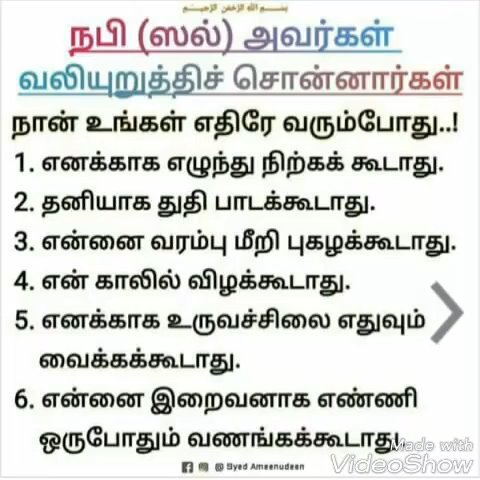 بسم الله الرحمن الرحيم
நபி (ஸல்) அவர்கள்
வலியுறுத்திச் சொன்னார்கள்
நான் உங்கள் எதிரே வரும்போது..!
1. எனக்காக எழுந்து நிற்கக் கூடாது.
2. தனியாக துதி பாடக்கூடாது.
3. என்னை வரம்பு மீறி புகழக்கூடாது.
4. என் காலில் விழக்கூடாது.
5. எனக்காக உருவச்சிலை எதுவும்
வைக்கக்கூடாது.
6. என்னை இறைவனாக எண்ணி
ஒருபோதும் வணங்கக்கூடாது!
Made with
VideoShow
@ Syed Ameenudeen